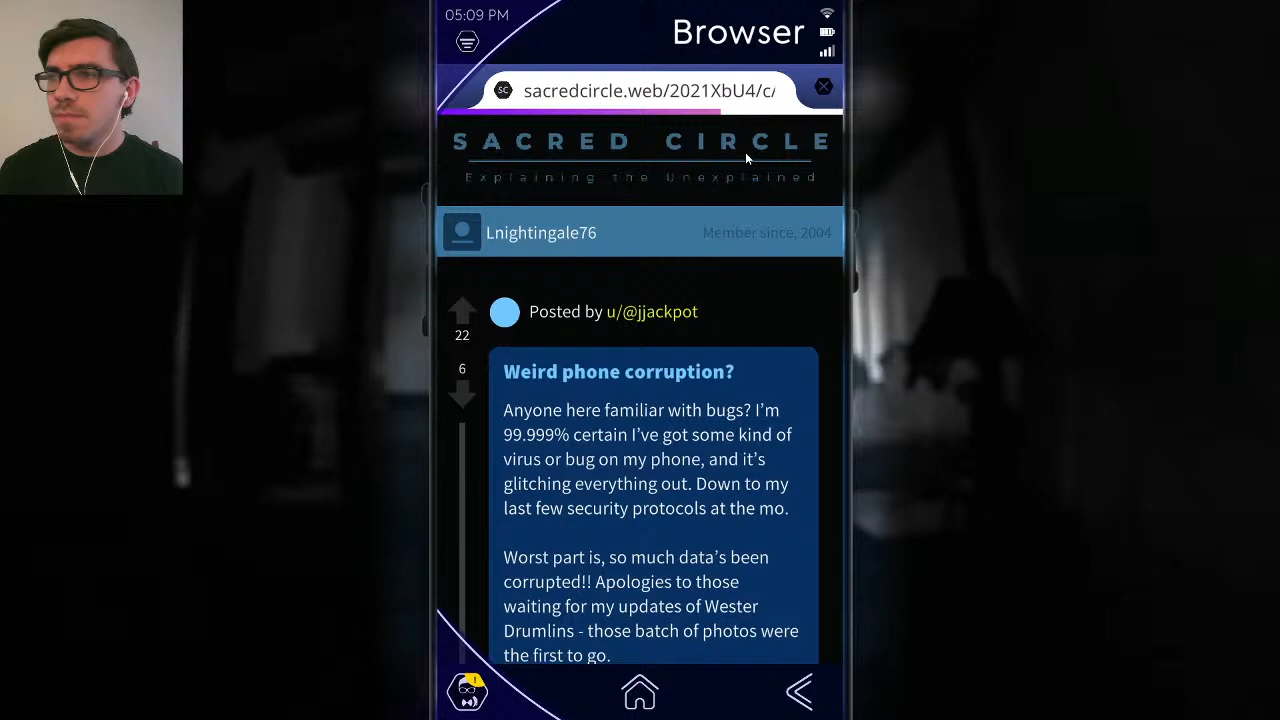 05:09 PM
Browser
SC
sacredcircle.web/2021XbU4/c/
SACRED CIRCLE
Explaining the Unexplained
Lnightingale76
Member since, 2004
Posted by u/@jjackpot
22
6
Weird phone corruption?
Anyone here familiar with bugs? I’m
99.999% certain I’ve got some kind of
virus or bug on my phone, and it’s
glitching everything out. Down to my
last few security protocols at the mo.
Worst part is, so much data’s been
corrupted!! Apologies to those
waiting for my updates of Wester
Drumlins - those batch of photos were
the first to go.
!